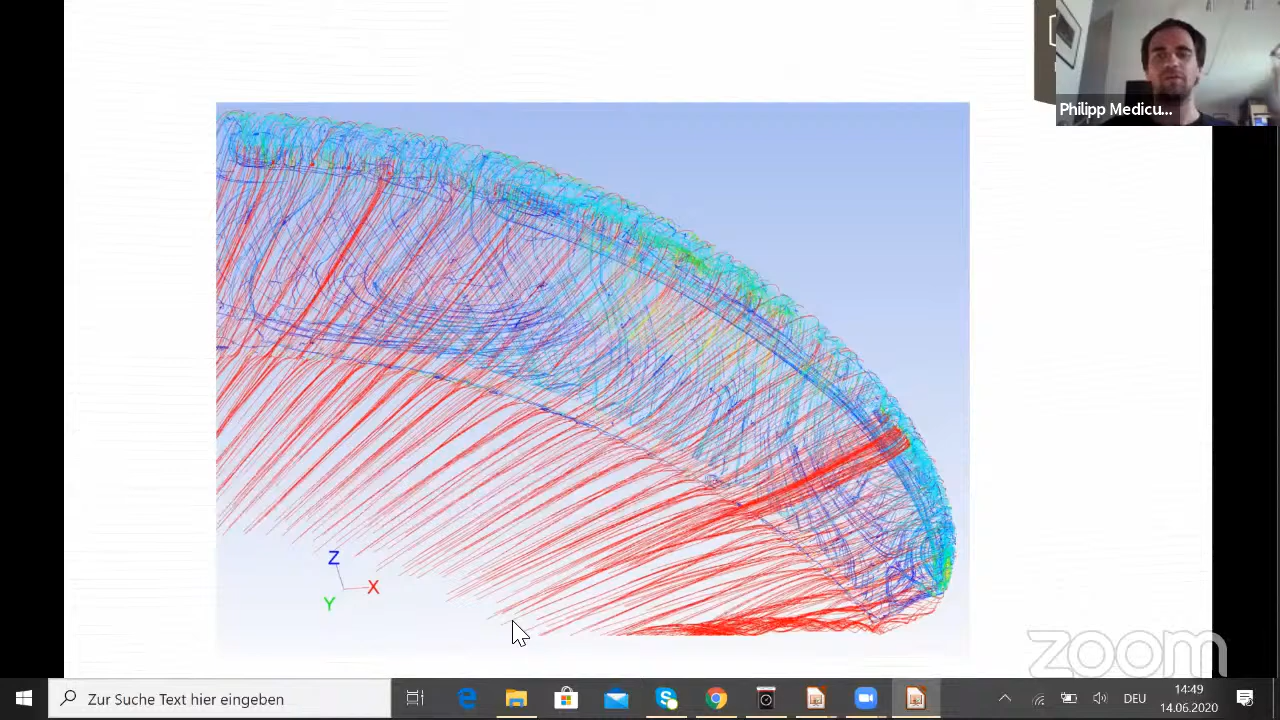 Philipp Medicu...
Z
X
Y
zoom
Zur Suche Text hier eingeben
DEU
14:49
14.06.2020